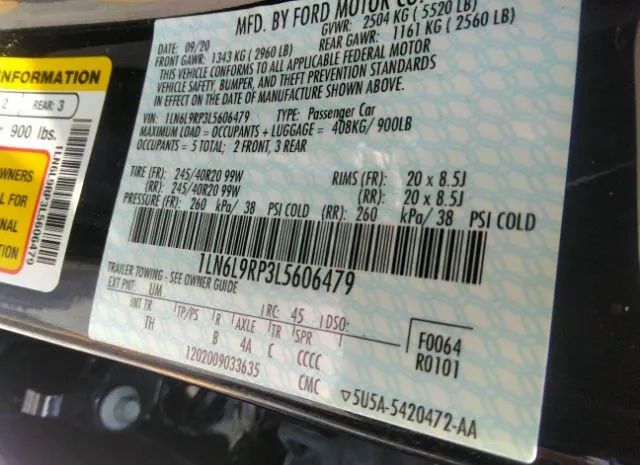 MFD. BY FORD MOTOR CO.
DATE: 09/20 GVWR: 2504 KG ( 5520 LB)
FRONT GAWR: 1343 KG ( 2960 LB) REAR GAWR: 1161 KG ( 2560 LB)
THIS VEHICLE CONFORMS TO ALL APPLICABLE FEDERAL MOTOR
VEHICLE SAFETY, BUMPER, AND THEFT PREVENTION STANDARDS
IN EFFECT ON THE DATE OF MANUFACTURE SHOWN ABOVE.
VIN: 1LN6L9RP3L5606479 TYPE: Passenger Car
MAXIMUM LOAD = OCCUPANTS + LUGGAGE = 408KG/ 900LB
OCCUPANTS = 5 TOTAL; 2 FRONT, 3 REAR
TIRE (FR): 245/40R20 99W RIMS (FR): 20 x 8.5J
(RR): 245/40R20 99W (RR): 20 x 8.5J
PRESSURE (FR): 260 kPa/ 38 PSI COLD (RR): 260 kPa/ 38 PSI COLD
1LN6L9RP3L5606479
TRAILER TOWING - SEE OWNER GUIDE
EXT PNT: UM RC: 45 DSO:
INT TR TP/PS R AXLE TR SPR
TH B 4A C CCCC
1202009033635 CMC
F0064
R0101
5U5A-5420472-AA
INFORMATION
2 REAR: 3
900 lbs.
1LN6L9RP3L5606479
WNERS
L FOR
NAL
TION